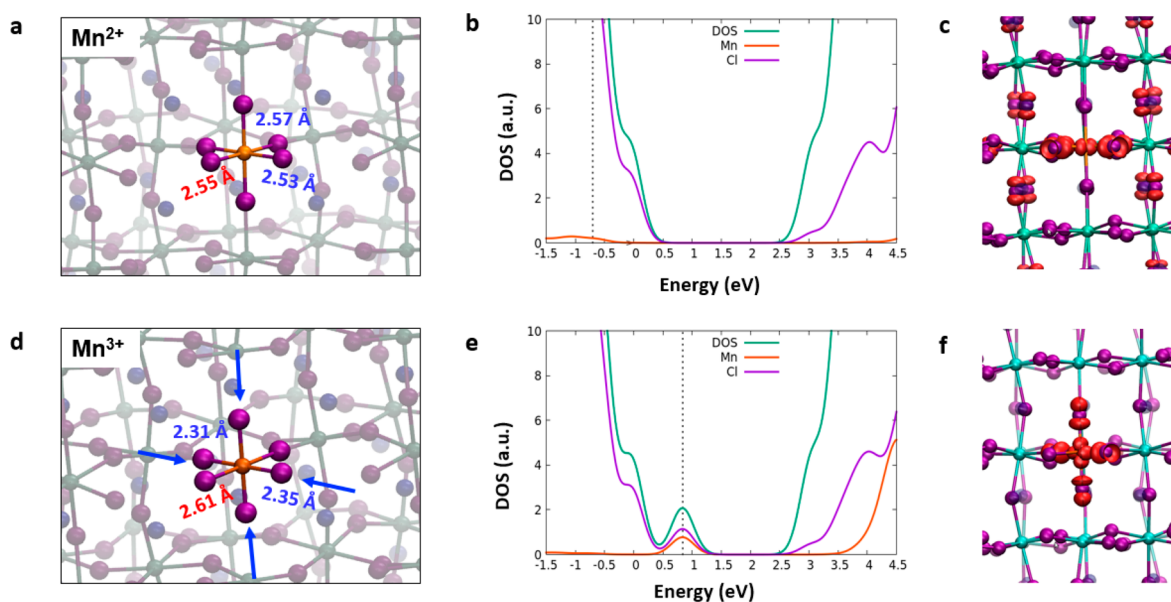 a
Mn2+
2.57 Å
2.55 Å
2.53 Å
b
DOS (a.u.)
10
8
6
4
2
0
DOS
Mn
Cl
-1.5 -1 -0.5 0 0.5 1 1.5 2 2.5 3 3.5 4 4.5
Energy (eV)
c
d
Mn3+
2.31 Å
2.61 Å
2.35 Å
e
DOS (a.u.)
10
8
6
4
2
0
DOS
Mn
Cl
-1.5 -1 -0.5 0 0.5 1 1.5 2 2.5 3 3.5 4 4.5
Energy (eV)
f